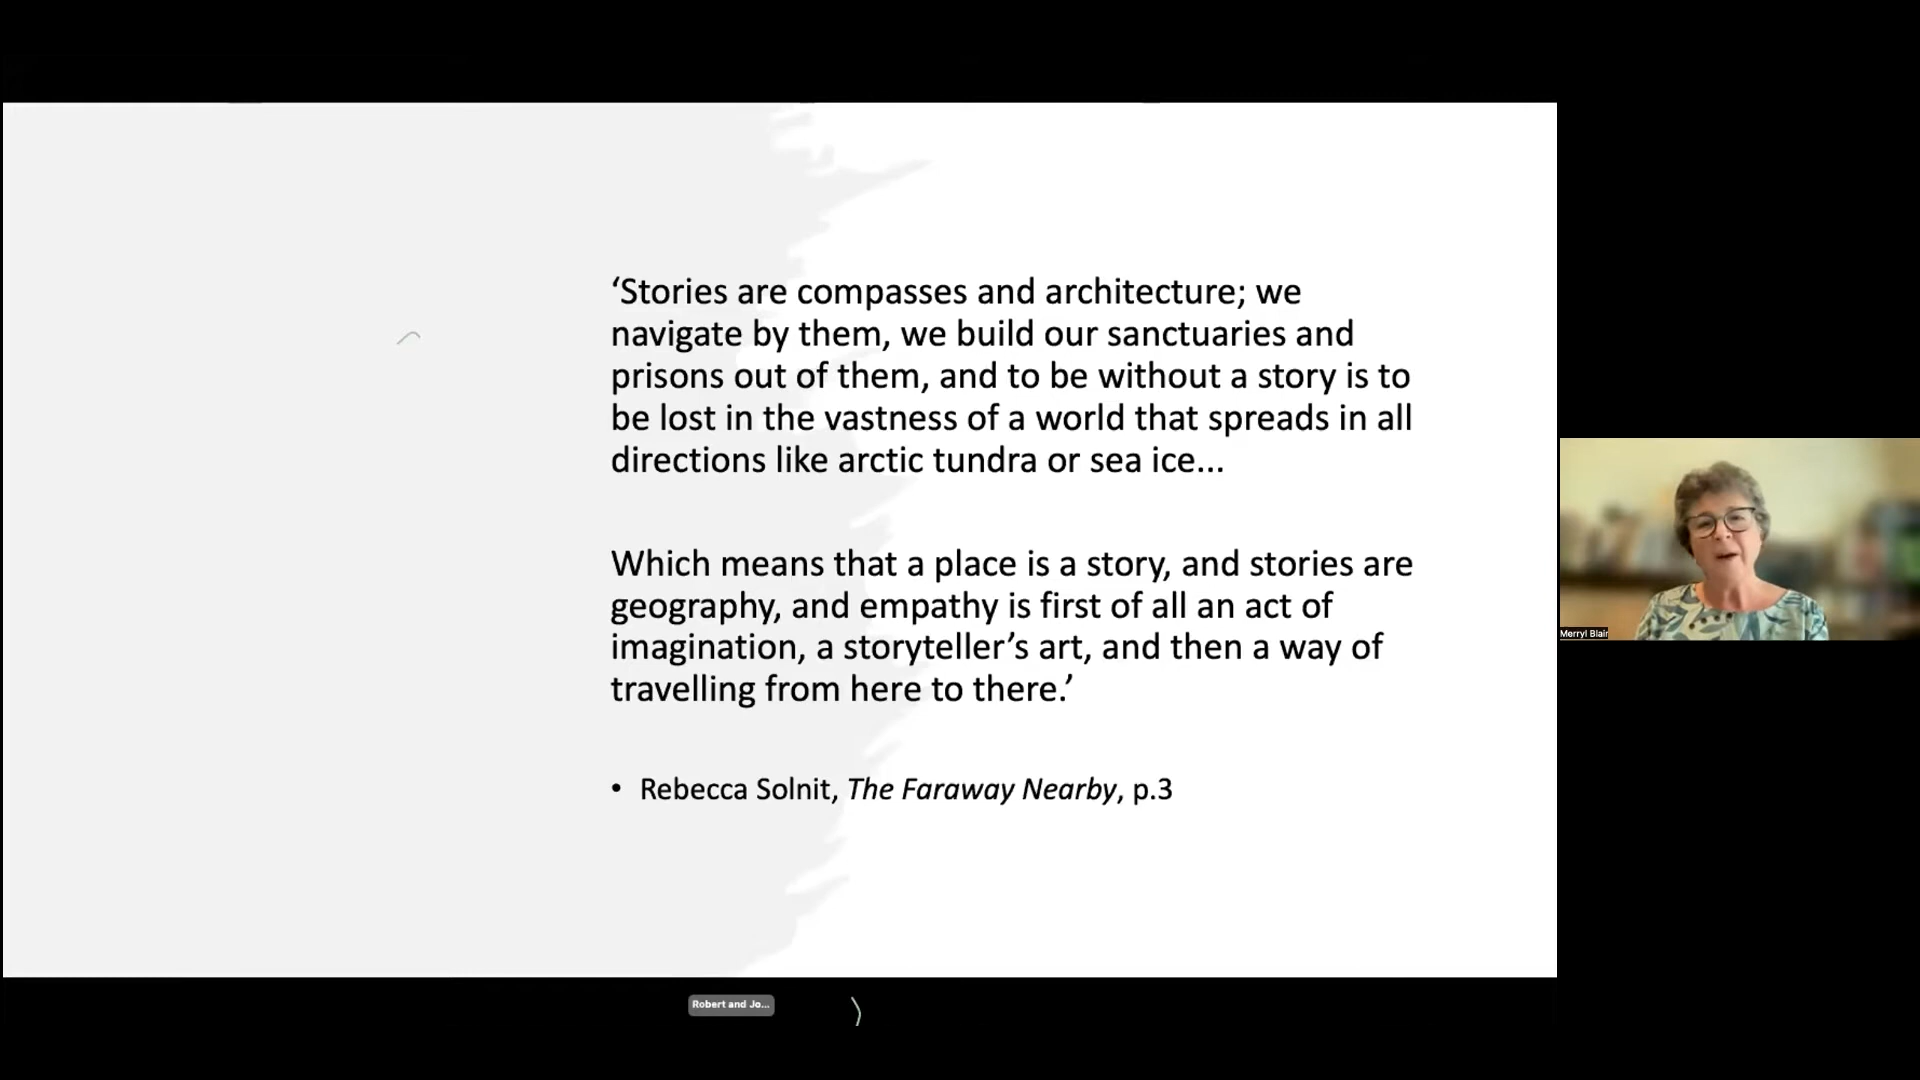 ‘Stories are compasses and architecture; we
navigate by them, we build our sanctuaries and
prisons out of them, and to be without a story is to
be lost in the vastness of a world that spreads in all
directions like arctic tundra or sea ice...
Which means that a place is a story, and stories are
geography, and empathy is first of all an act of
imagination, a storyteller’s art, and then a way of
travelling from here to there.’
• Rebecca Solnit, The Faraway Nearby, p.3
Merryl Blair
Robert and Jo...